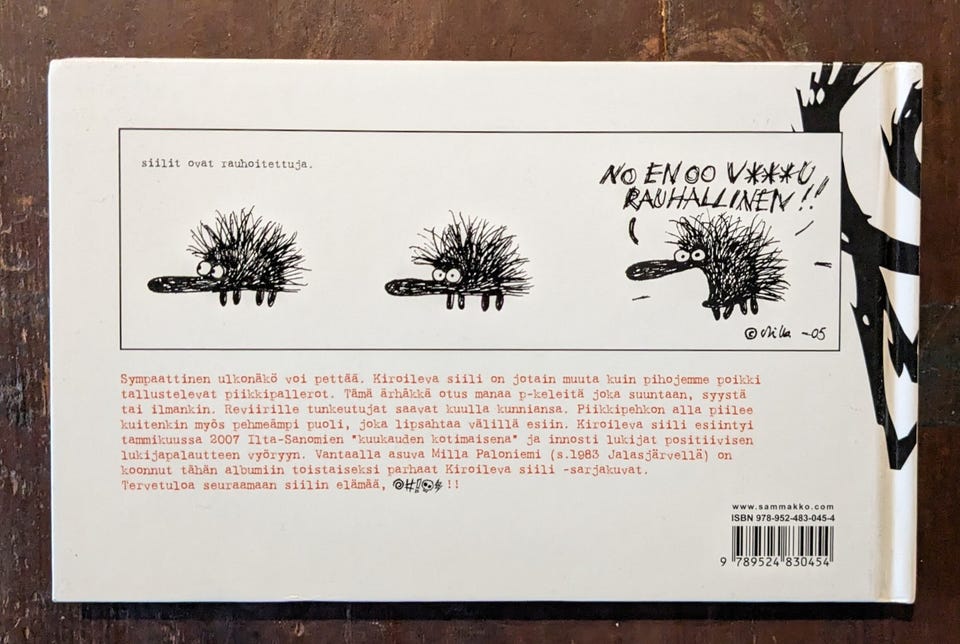 siilit ovat rauhoitettuja.
NO EN OO V***U
RAUHALLINEN!!
© Milla -05
Sympaattinen ulkonäkö voi pettää. Kiroileva siili on jotain muuta kuin pihojemme poikki
tallustelevat piikkipallerot. Tämä ärhäkkä otus manaa p-keleitä joka suuntaan, syystä
tai ilmankin. Reviirille tunkeutujat saavat kuulla kunniansa. Piikkipehkon alla piilee
kuitenkin myös pehmeämpi puoli, joka lipsahtaa välillä esiin. Kiroileva siili esiintyi
tammikuussa 2007 Ilta-Sanomien "kuukauden kotimaisena" ja innosti lukijat positiivisen
lukijapalautteen vyöryyn. Vantaalla asuva Milla Paloniemi (s.1983 Jalasjärvellä) on
koonnut tähän albumiin toistaiseksi parhaat Kiroileva siili -sarjakuvat.
Tervetuloa seuraamaan siilin elämää, @#!!!
www.sammakko.com
ISBN 978-952-483-045-4
9 789524 830454